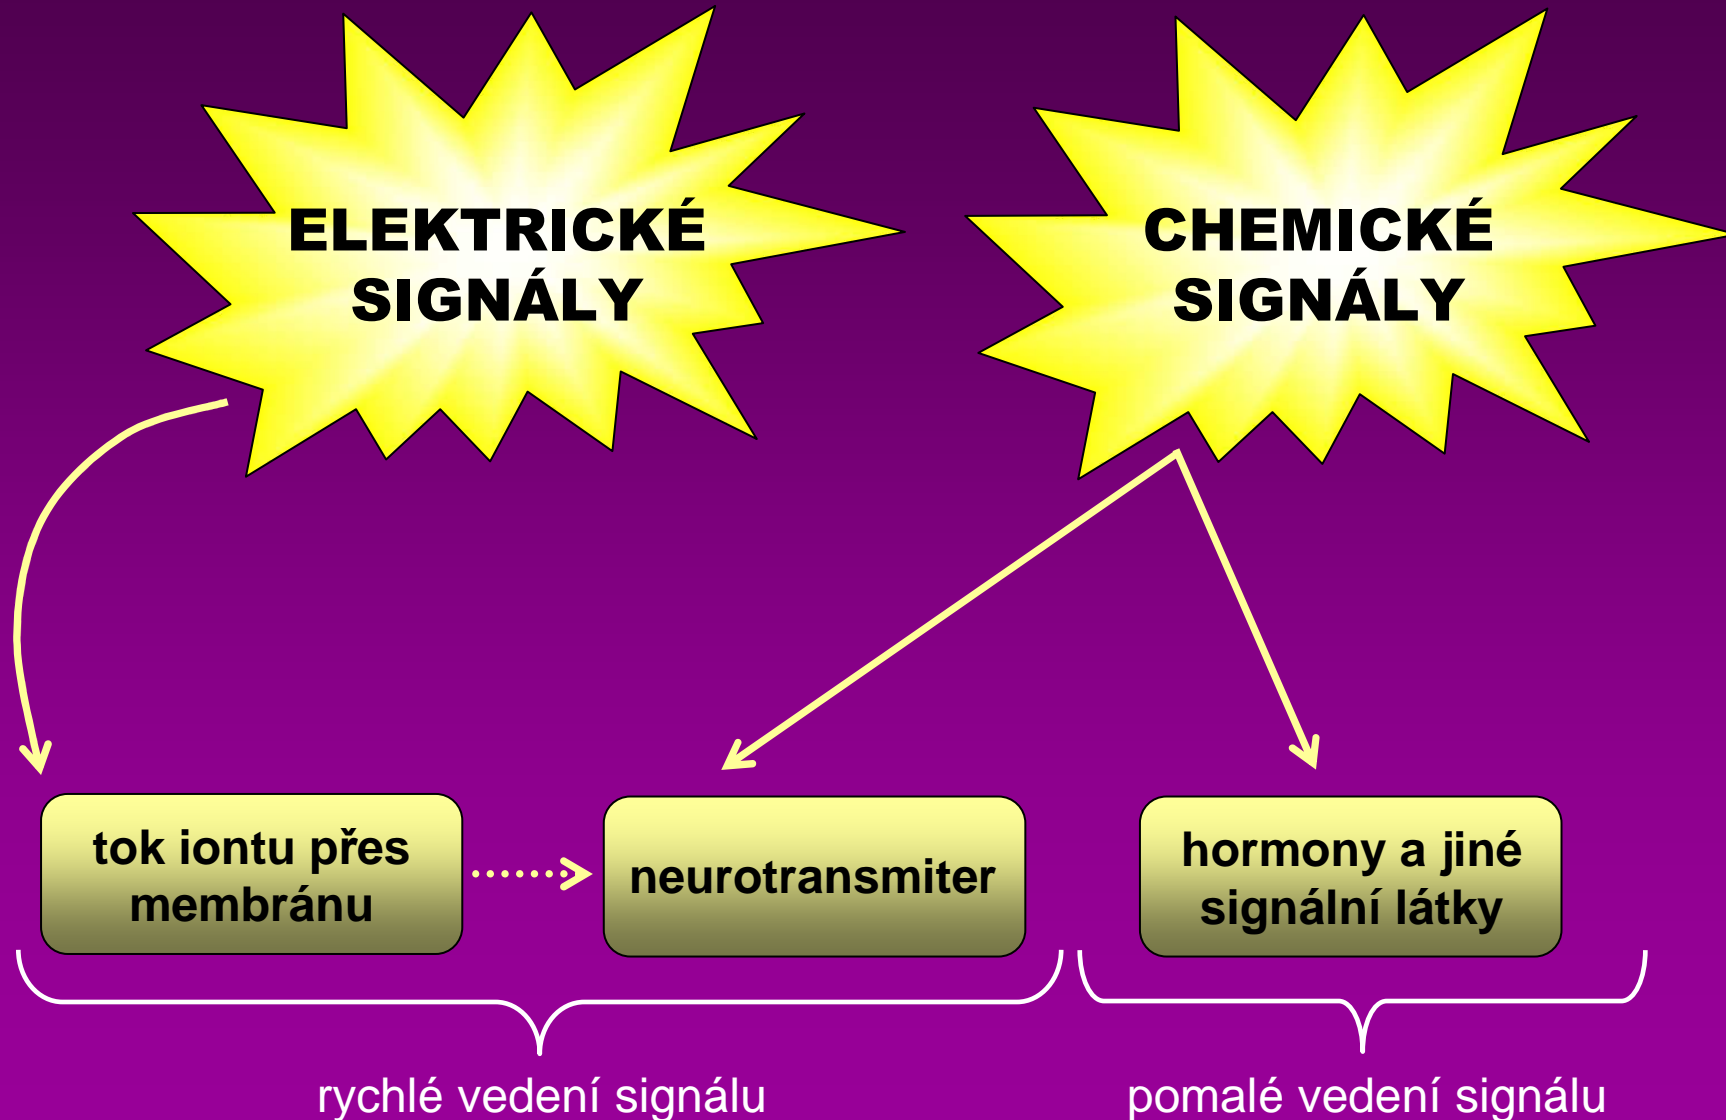 ELEKTRICKÉ
SIGNÁLY
CHEMICKÉ
SIGNÁLY
tok iontu přes
membránu
neurotransmiter
hormony a jiné
signální látky
rychlé vedení signálu
pomalé vedení signálu